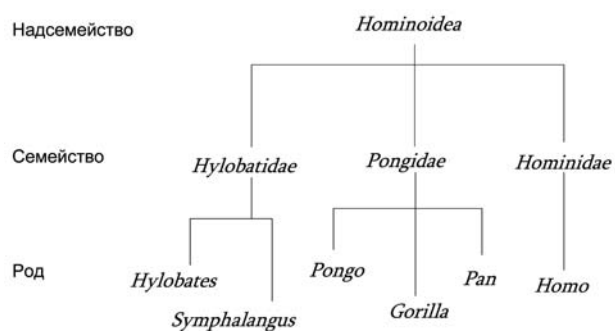 Надсемейство Hominoidea
Семейство Hylobatidae Pongidae Hominidae
Род Hylobates Pongo Pan Homo
Symphalangus Gorilla